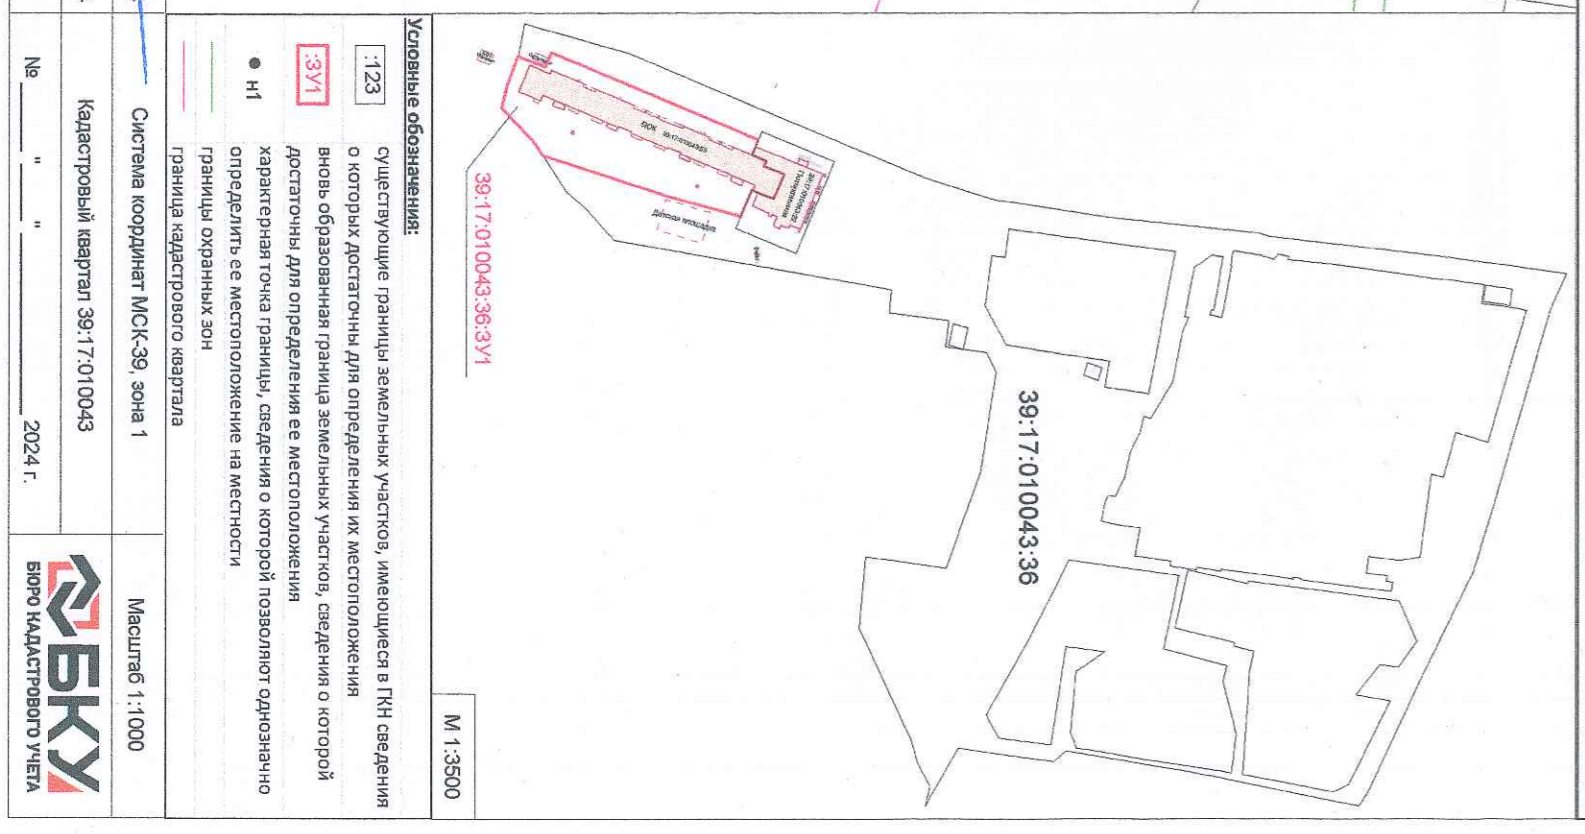 39:17:010043:36
39:17:010043:36:ЗУ1
ФОК
Детская площадка
М 1:3500
Условные обозначения:
:123
существующие границы земельных участков, имеющиеся в ГКН сведения
о которых достаточны для определения их местоположения
:ЗУ1
вновь образованная граница земельных участков, сведения о которой
достаточны для определения ее местоположения
н1
характерная точка границы, сведения о которой позволяют однозначно
определить ее местоположение на местности
границы охранных зон
граница кадастрового квартала
Система координат МСК-39, зона 1
Масштаб 1:1000
Кадастровый квартал 39:17:010043
№ ______ " ______ " ______ 2024 г.
БКУ
БЮРО КАДАСТРОВОГО УЧЕТА